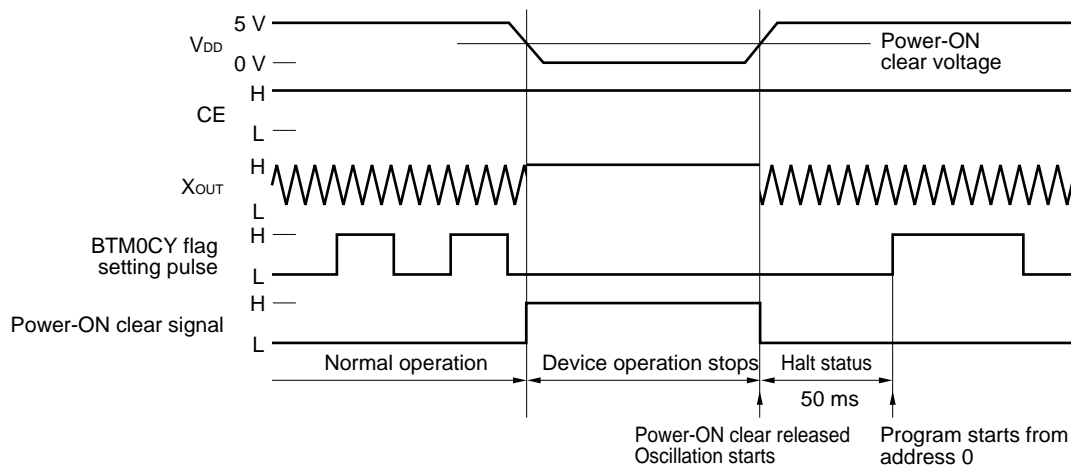 5 V
VDD
0 V
Power-ON
clear voltage
H
CE
L
H
XOUT
L
BTM0CY flag
setting pulse
H
L
Power-ON clear signal
H
L
Normal operation
Device operation stops
Halt status
50 ms
Power-ON clear released
Oscillation starts
Program starts from
address 0